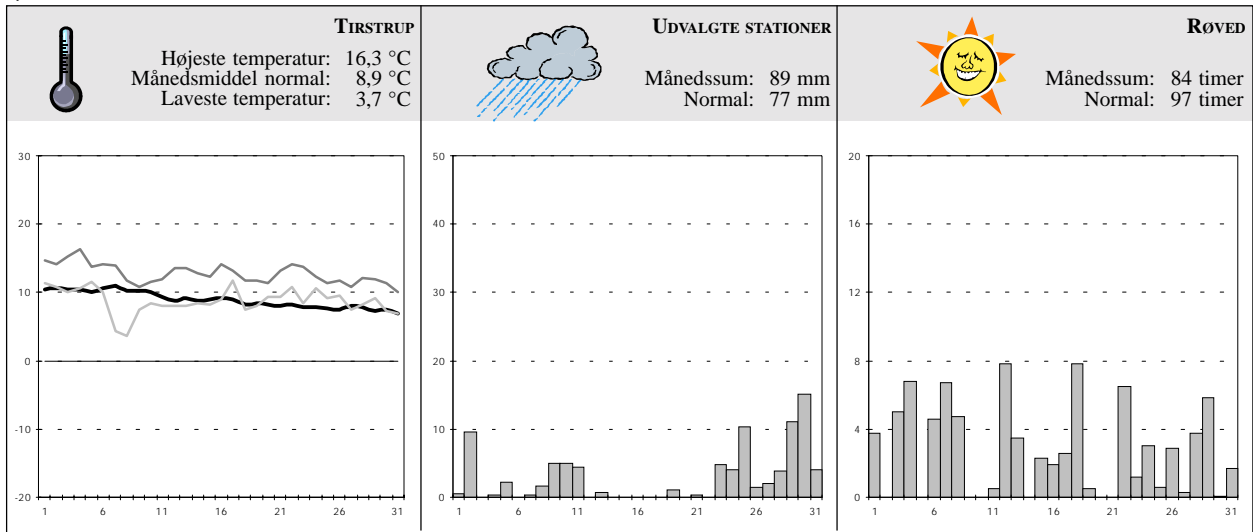 TIRSTRUP
Højeste temperatur: 16,3 °C
Månedsmiddel normal: 8,9 °C
Laveste temperatur: 3,7 °C
UDVALGTE STATIONER
Månedssum: 89 mm
Normal: 77 mm
RØVED
Månedssum: 84 timer
Normal: 97 timer
30
20
10
0
-10
-20
1 6 11 16 21 26 31
50
40
30
20
10
0
1 6 11 16 21 26 31
20
16
12
8
4
0
1 6 11 16 21 26 31